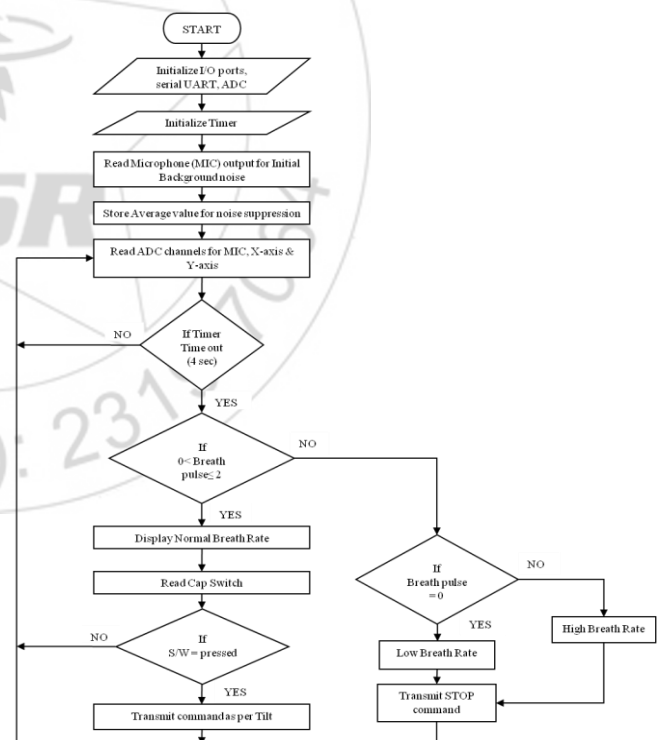 START
Initialize I/O ports,
serial UART, ADC
Initialize Timer
Read Microphone (MIC) output for Initial
Background noise
Store Average value for noise suppression
Read ADC channels for MIC, X-axis &
Y-axis
If Timer
Time out
(4 sec)
NO
YES
If
0< Breath
pulse≤ 2
NO
YES
Display Normal Breath Rate
Read Cap Switch
If
S/W = pressed
NO
YES
Transmit command as per Tilt
If
Breath pulse
= 0
NO
YES
High Breath Rate
Low Breath Rate
Transmit STOP
command
SR
): 2319
7064